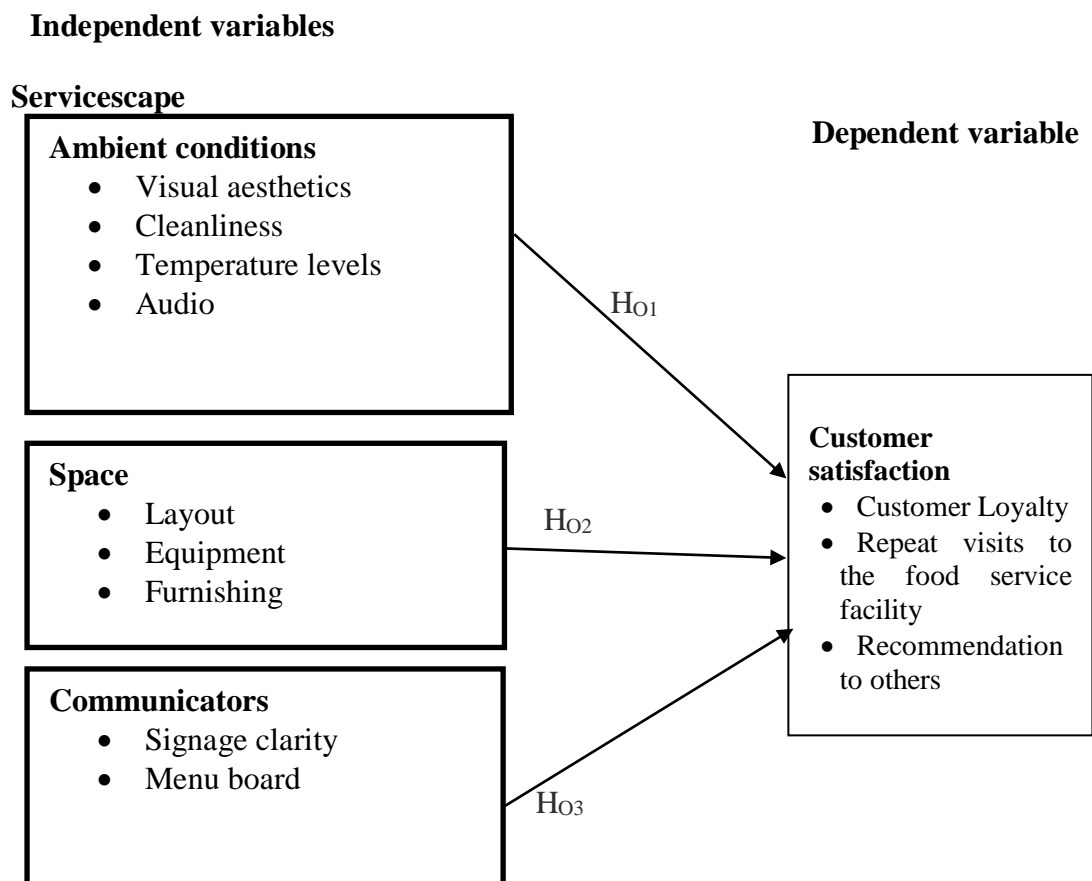 Independent variables
Servicescape
Ambient conditions
• Visual aesthetics
• Cleanliness
• Temperature levels
• Audio
Space
• Layout
• Equipment
• Furnishing
Communicators
• Signage clarity
• Menu board
HO1
HO2
HO3
Dependent variable
Customer
satisfaction
• Customer Loyalty
• Repeat visits to
the food service
facility
• Recommendation
to others